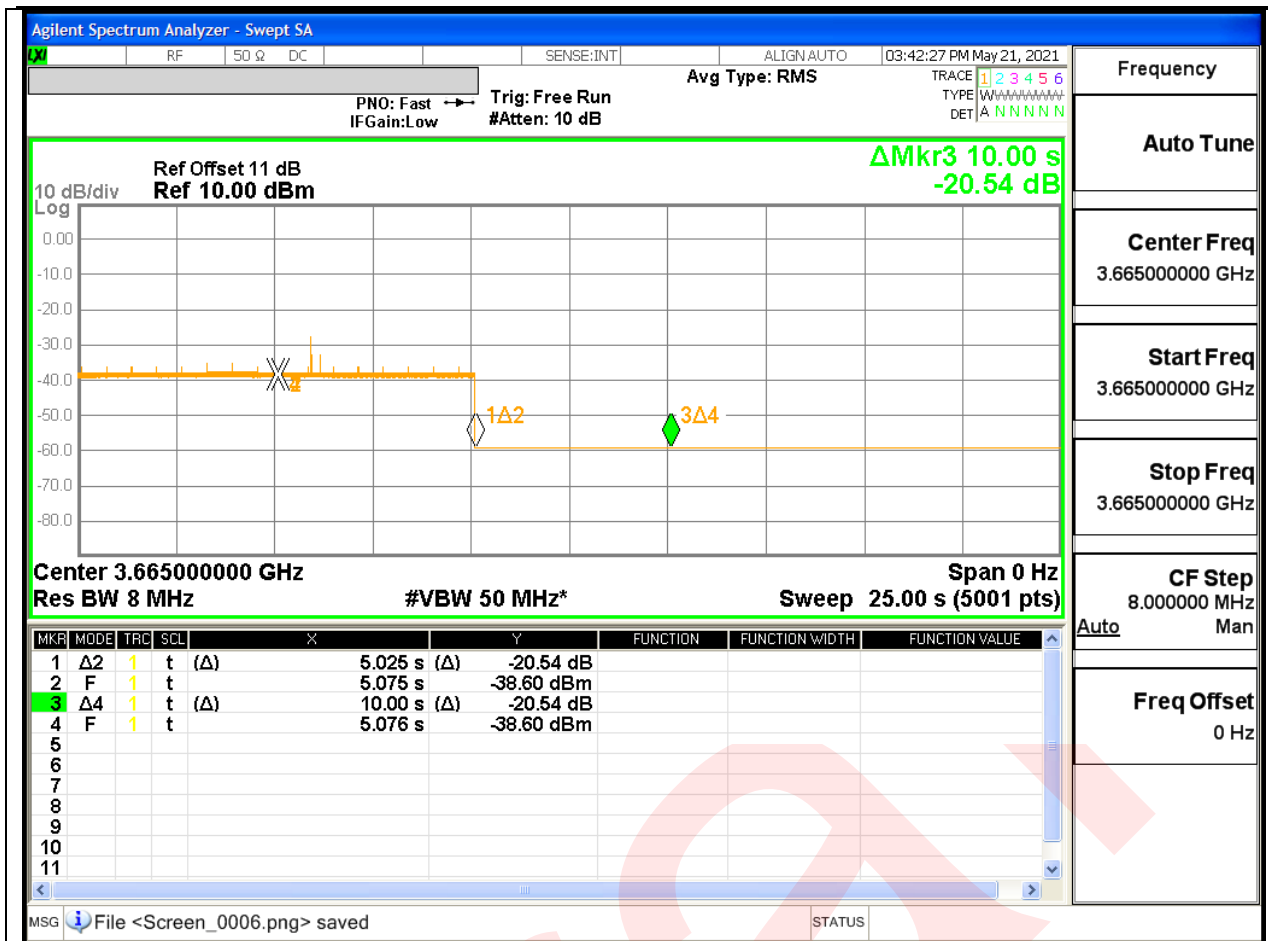 Agilent Spectrum Analyzer - Swept SA
LXI RF 50 Ω DC SENSE:INT ALIGN AUTO 03:42:27 PM May 21, 2021
Avg Type: RMS TRACE 1 2 3 4 5 6
PNO: Fast Trig: Free Run TYPE WWWWWW
IFGain:Low #Atten: 10 dB DET A N N N N N
ΔMkr3 10.00 s
-20.54 dB
Ref Offset 11 dB
10 dB/div Ref 10.00 dBm
Log
0.00
-10.0
-20.0
-30.0
-40.0
-50.0
-60.0
-70.0
-80.0
1Δ2
3Δ4
Center 3.665000000 GHz Span 0 Hz
Res BW 8 MHz #VBW 50 MHz* Sweep 25.00 s (5001 pts)
MKR MODE TRC SCL X Y FUNCTION FUNCTION WIDTH FUNCTION VALUE
1 Δ2 1 t (Δ) 5.025 s (Δ) -20.54 dB
2 F 1 t 5.075 s -38.60 dBm
3 Δ4 1 t (Δ) 10.00 s (Δ) -20.54 dB
4 F 1 t 5.076 s -38.60 dBm
5
6
7
8
9
10
11
MSG File <Screen_0006.png> saved STATUS
Frequency
Auto Tune
Center Freq
3.665000000 GHz
Start Freq
3.665000000 GHz
Stop Freq
3.665000000 GHz
CF Step
8.000000 MHz
Auto Man
Freq Offset
0 Hz